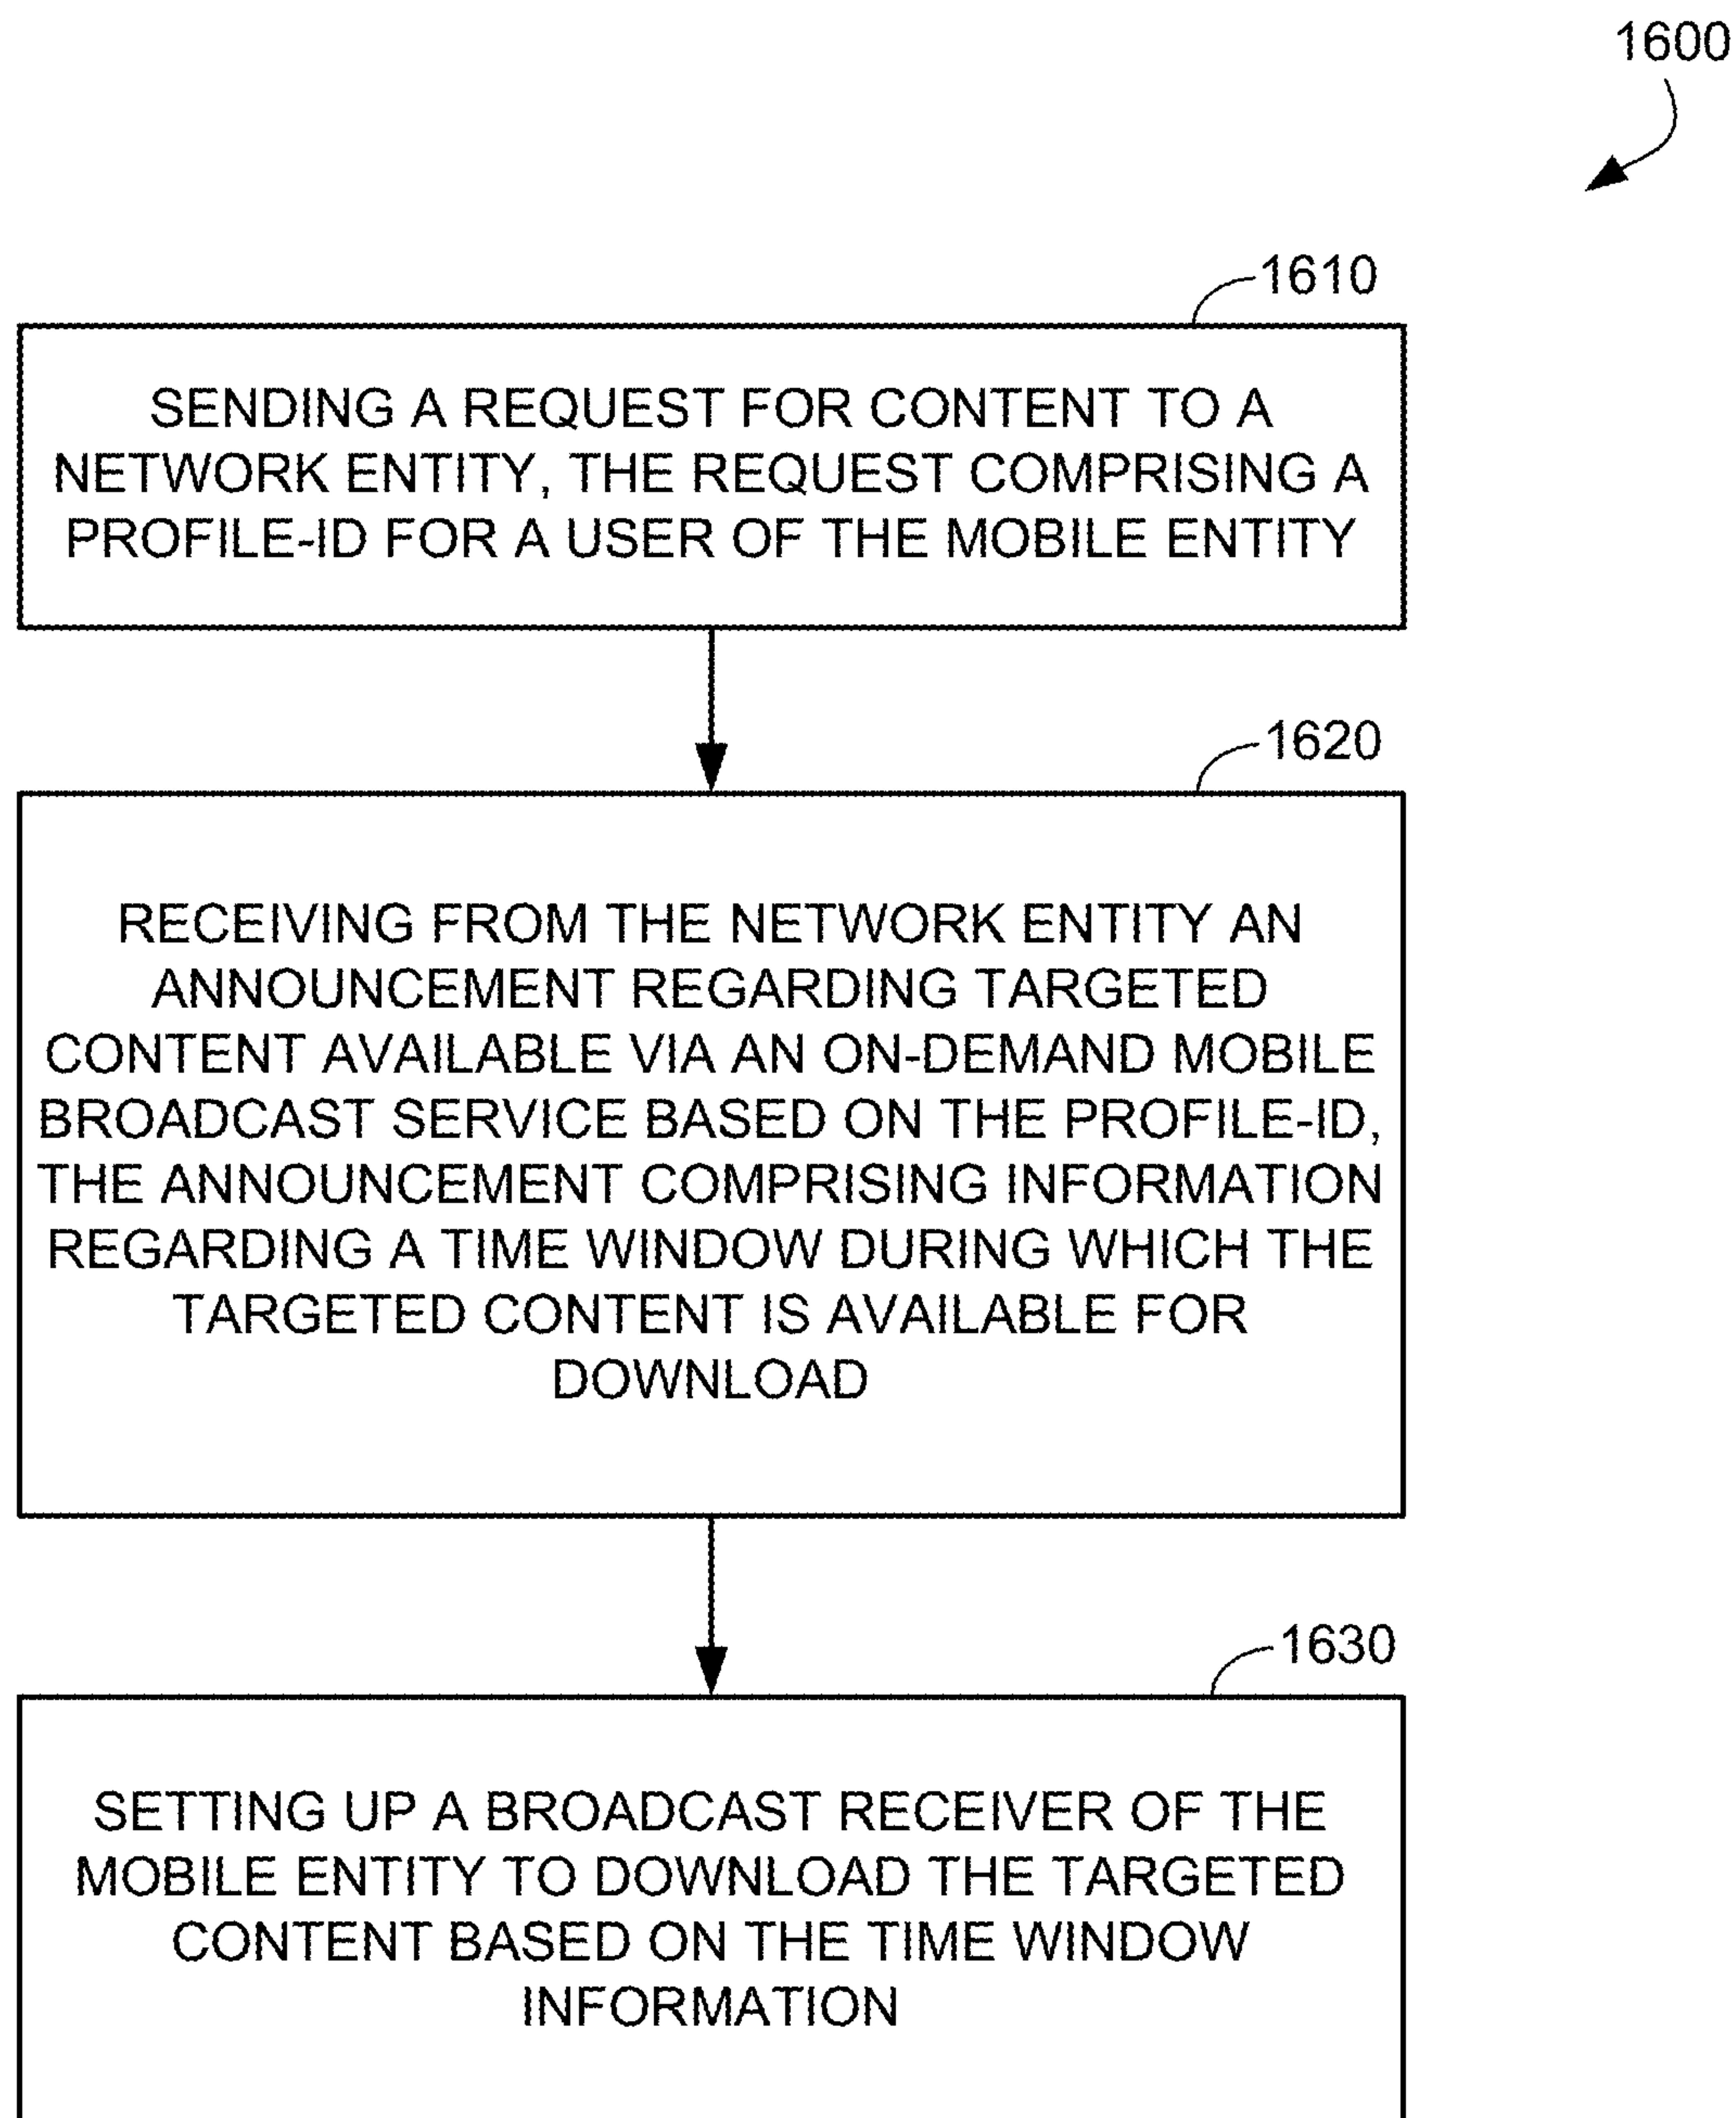 1600
1610
SENDING A REQUEST FOR CONTENT TO A
NETWORK ENTITY, THE REQUEST COMPRISING A
PROFILE-ID FOR A USER OF THE MOBILE ENTITY
1620
RECEIVING FROM THE NETWORK ENTITY AN
ANNOUNCEMENT REGARDING TARGETED
CONTENT AVAILABLE VIA AN ON-DEMAND MOBILE
BROADCAST SERVICE BASED ON THE PROFILE-ID,
THE ANNOUNCEMENT COMPRISING INFORMATION
REGARDING A TIME WINDOW DURING WHICH THE
TARGETED CONTENT IS AVAILABLE FOR
DOWNLOAD
1630
SETTING UP A BROADCAST RECEIVER OF THE
MOBILE ENTITY TO DOWNLOAD THE TARGETED
CONTENT BASED ON THE TIME WINDOW
INFORMATION